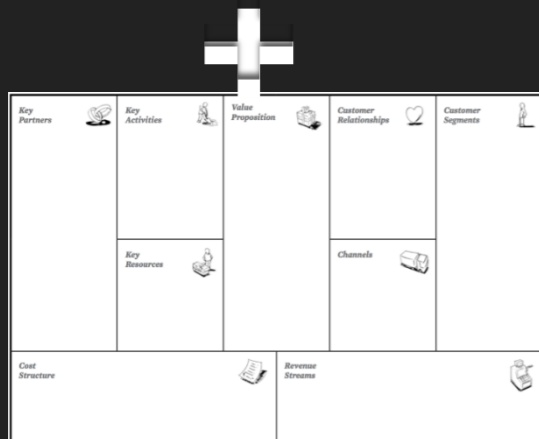 Key
Partners
Key
Activities
Value
Proposition
Customer
Relationships
Customer
Segments
Key
Resources
Channels
Cost
Structure
Revenue
Streams